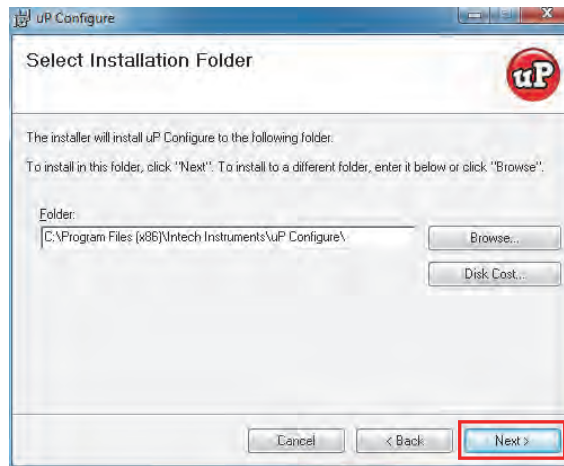 uP Configure
Select Installation Folder
uP
The installer will install uP Configure to the following folder.
To install in this folder, click "Next". To install to a different folder, enter it below or click "Browse".
Folder:
C:\Program Files (x86)\Intech Instruments\uP Configure\
Browse...
Disk Cost...
Cancel
< Back
Next >